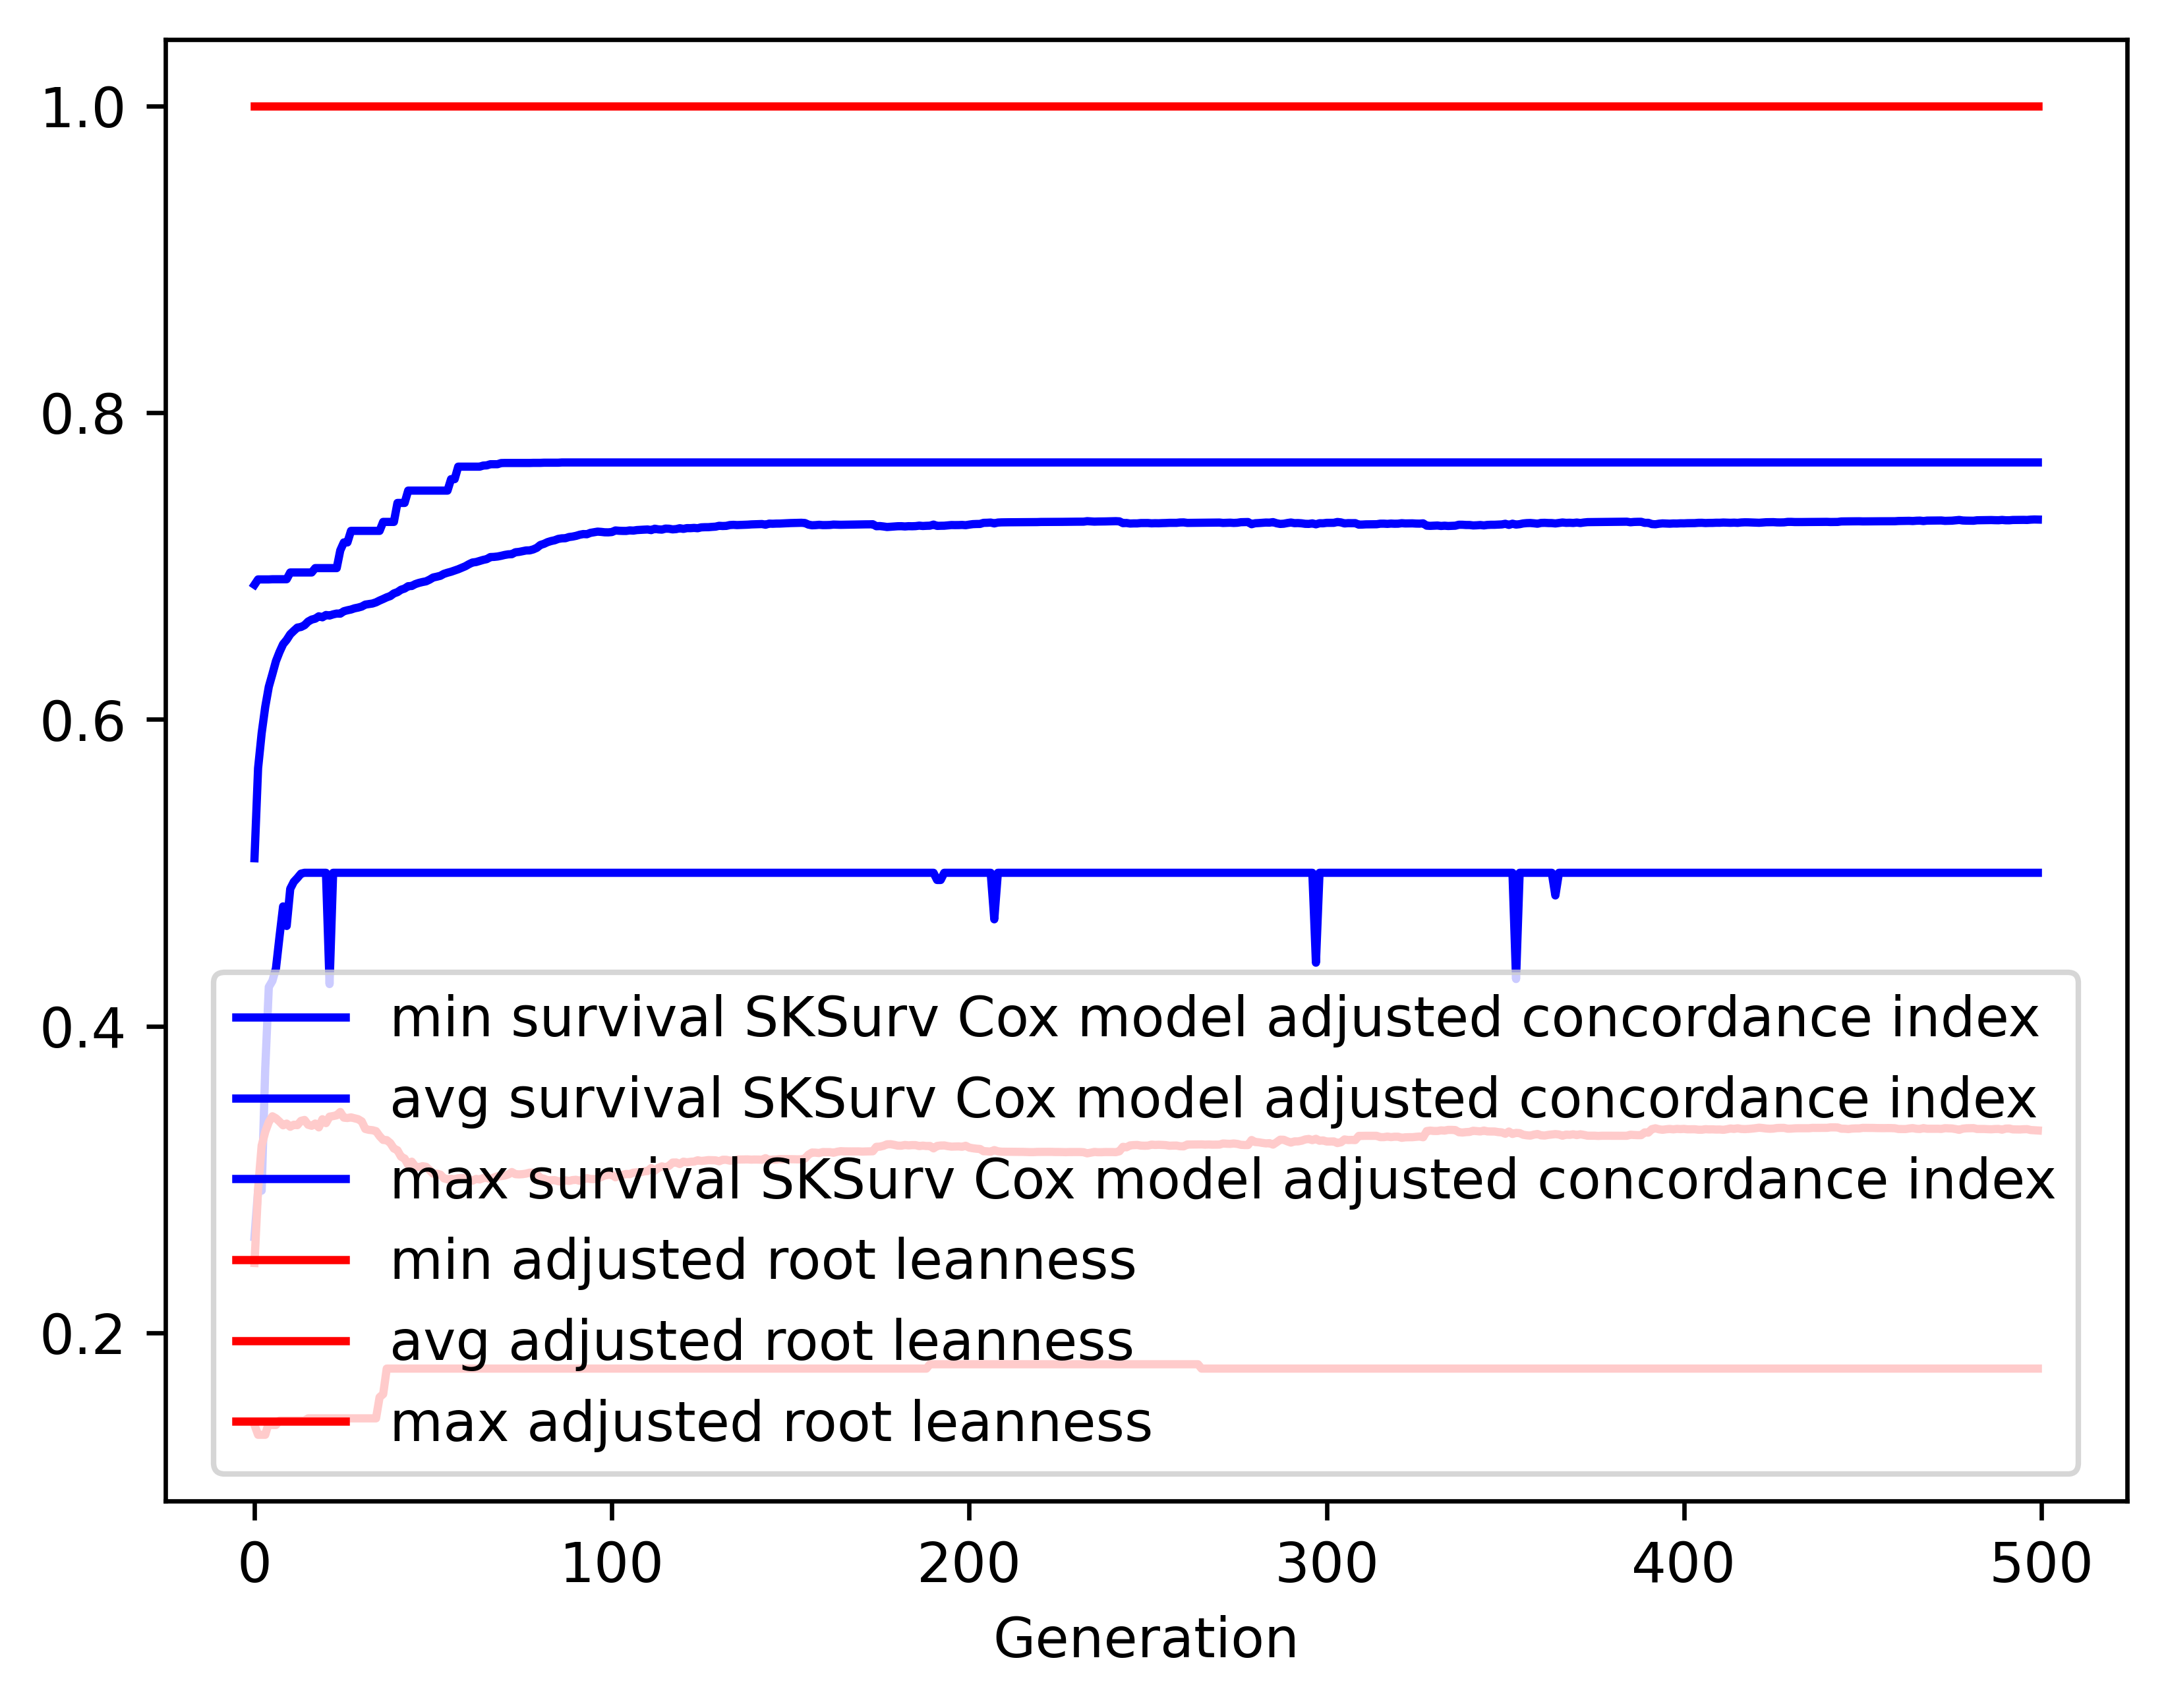 1.0
0.8
0.6
0.4
0.2
min survival SKSurv Cox model adjusted concordance index
avg survival SKSurv Cox model adjusted concordance index
max survival SKSurv Cox model adjusted concordance index
min adjusted root leanness
avg adjusted root leanness
max adjusted root leanness
0 100 200 300 400 500
Generation